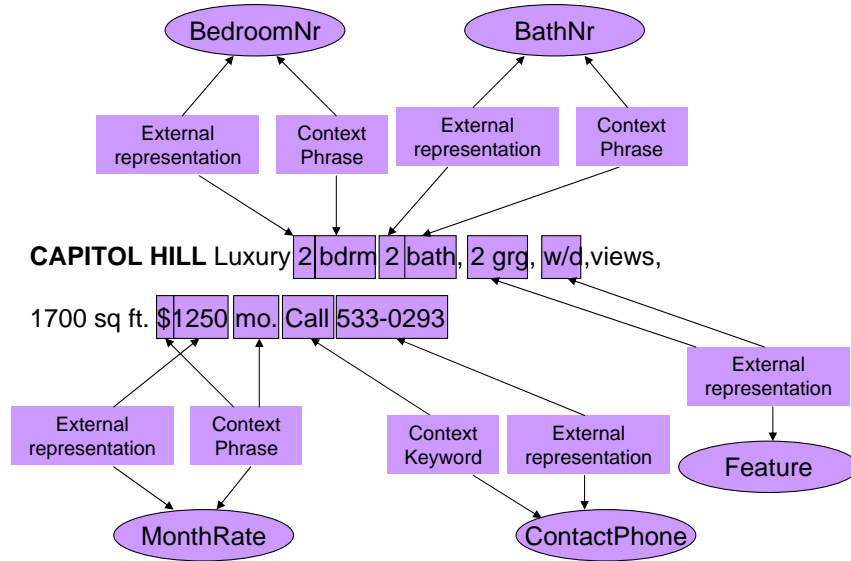 BedroomNr
BathNr
External
representation
Context
Phrase
External
representation
Context
Phrase
CAPITOL HILL Luxury 2 bdrm 2 bath, 2 grg, w/d,views,
1700 sq ft. $1250 mo. Call 533-0293
External
representation
External
representation
Context
Phrase
Context
Keyword
External
representation
Feature
MonthRate
ContactPhone